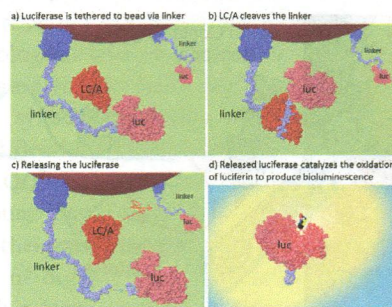 a) Luciferase is tethered to bead via linker
linker
luc
LC/A
linker
luc
b) LC/A cleaves the linker
linker
luc
luc
LC/A
linker
c) Releasing the luciferase
linker
luc
LC/A
linker
luc
d) Released luciferase catalyzes the oxidation
of luciferin to produce bioluminescence
luc